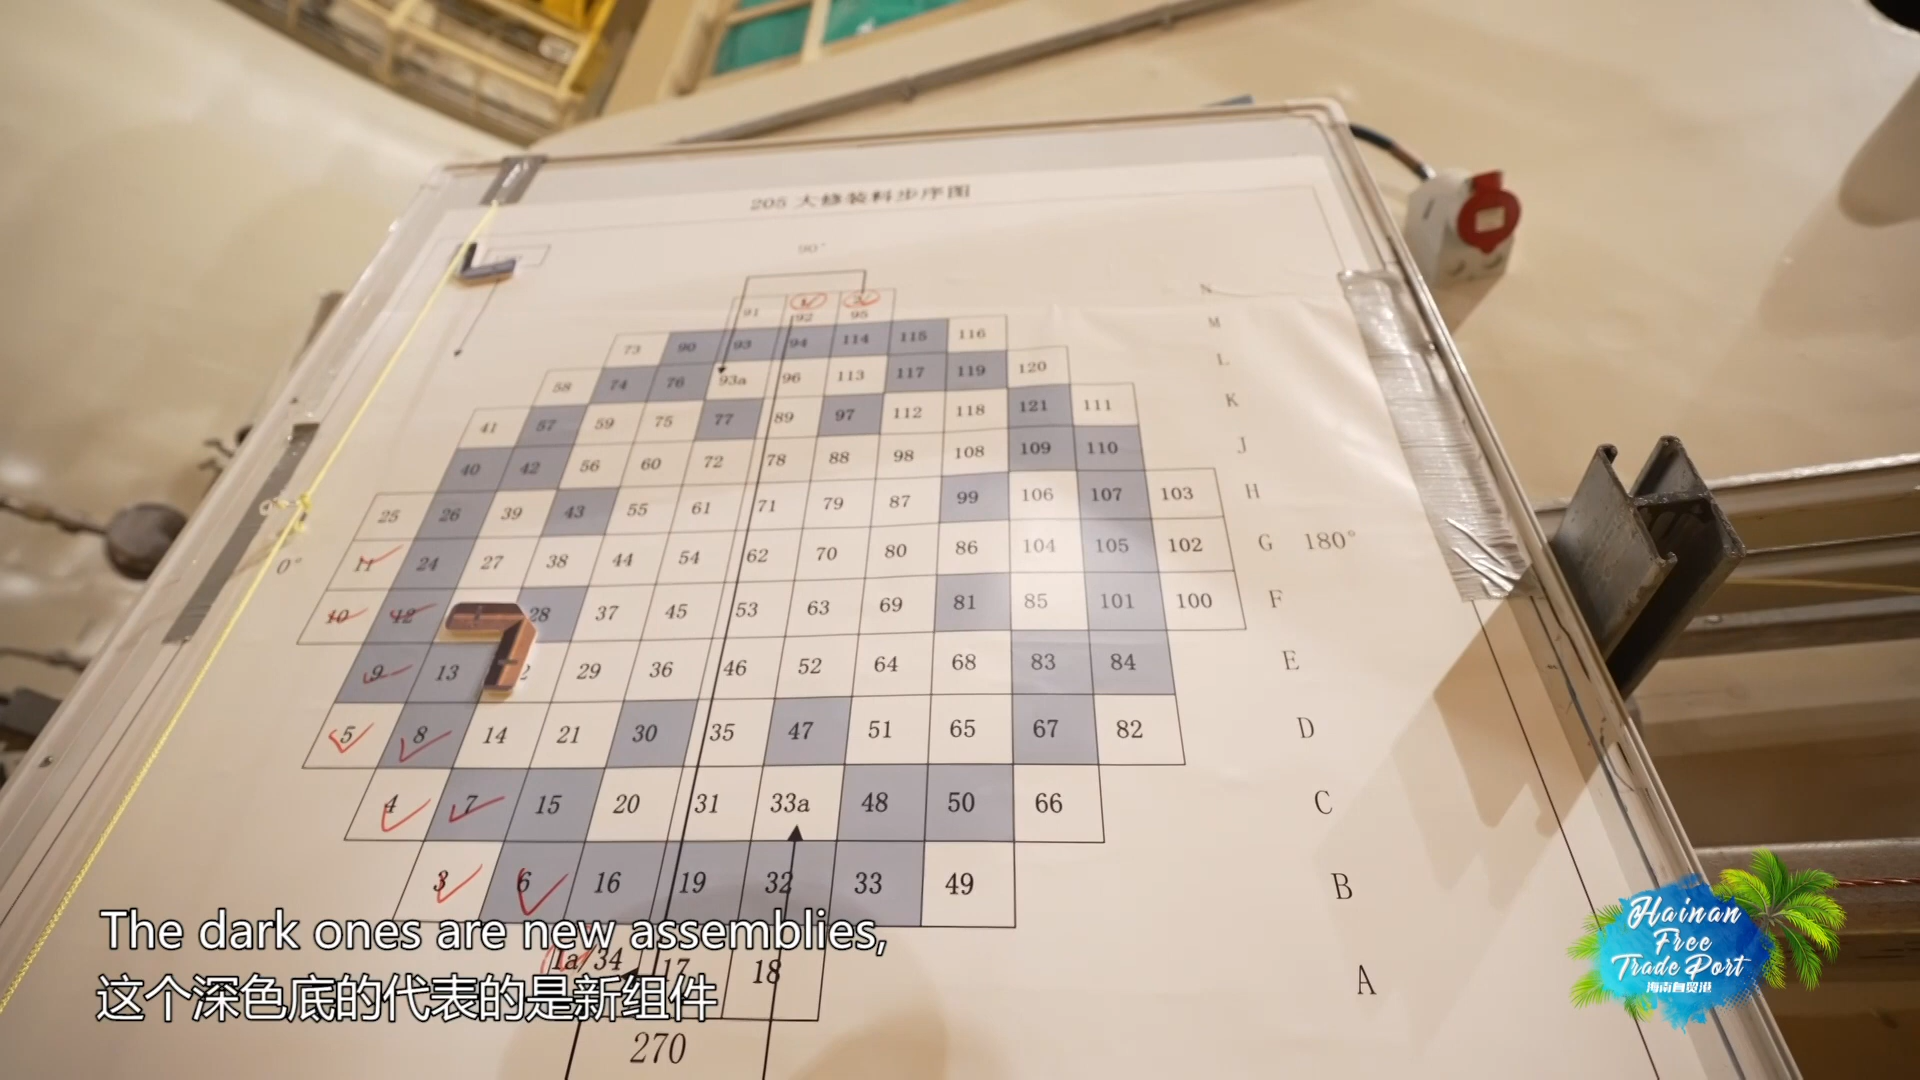 205 大修装料步序图
90°
N
91 92 95
M
73 90 93 94 114 115 116
L
58 74 76 93a 96 113 117 119 120
K
41 57 59 75 77 89 97 112 118 121 111
J
40 42 56 60 72 78 88 98 108 109 110
H
25 26 39 43 55 61 71 79 87 99 106 107 103
0° 11 24 27 38 44 54 62 70 80 86 104 105 102 G 180°
10 12 28 37 45 53 63 69 81 85 101 100 F
9 13 29 36 46 52 64 68 83 84 E
5 8 14 21 30 35 47 51 65 67 82 D
4 7 15 20 31 33a 48 50 66 C
3 6 16 19 32 33 49 B
1a/34 17 18 A
270
The dark ones are new assemblies,
这个深色底的代表的是新组件
Hainan
Free
Trade Port
海南自贸港